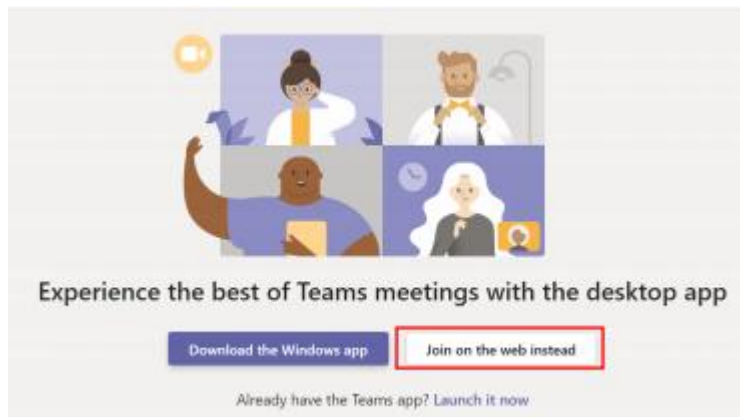 Experience the best of Teams meetings with the desktop app
Download the Windows app
Join on the web instead
Already have the Teams app? Launch it now